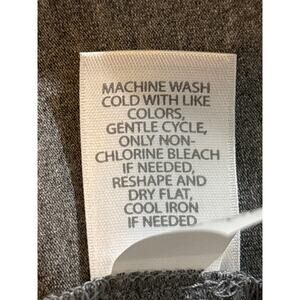 MACHINE WASH
COLD WITH LIKE
COLORS,
GENTLE CYCLE,
ONLY NON-
CHLORINE BLEACH
IF NEEDED,
RESHAPE AND
DRY FLAT,
COOL IRON
IF NEEDED